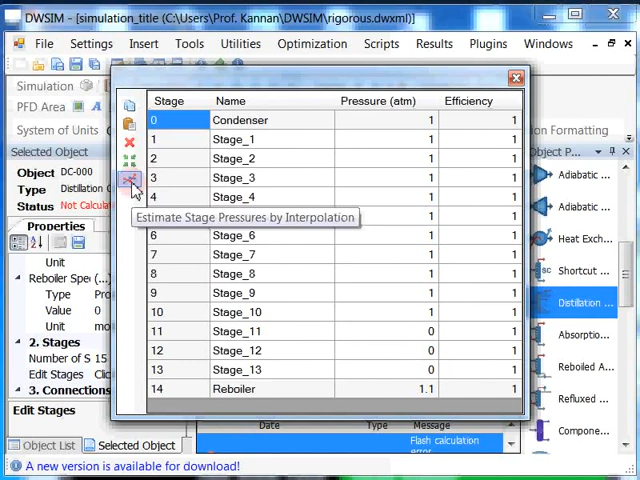 DWSIM - [simulation_title (C:\Users\Prof. Kannan\DWSIM\rigorous.dwxml)]
File Settings Insert Tools Utilities Optimization Scripts Results Plugins Windows
Simulation
PFD Area
System of Units
Conditional Formatting
Selected Object
Object DC-000
Type Distillation
Status Not Calcula
Properties
Unit
Reboiler Spe
Type Pro
Value 0
Unit mo
2. Stages
Number of S 15
Edit Stages Clic
3. Connections
Edit Stages
Object List Selected Object
Stage Name Pressure (atm) Efficiency
0 Condenser 1 1
1 Stage_1 1 1
2 Stage_2 1 1
3 Stage_3 1 1
4 Stage_4 1 1
Estimate Stage Pressures by Interpolation
1 1
6 Stage_6 1 1
7 Stage_7 1 1
8 Stage_8 1 1
9 Stage_9 1 1
10 Stage_10 1 1
11 Stage_11 0 1
12 Stage_12 0 1
13 Stage_13 0 1
14 Reboiler 1.1 1
Object P...
Adiabatic ...
Adiabatic ...
Heat Exch...
SC Shortcut ...
Distillation ...
Absorptio...
Reboiled A...
Refluxed ...
Compone...
Date Type Message
Flash calculation
error
A new version is available for download!